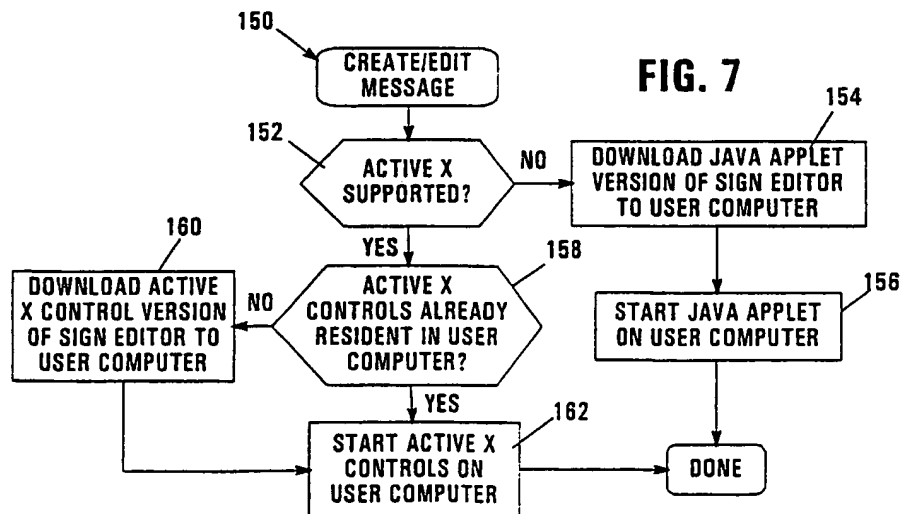 150
CREATE/EDIT
MESSAGE
FIG. 7
152
ACTIVE X
SUPPORTED?
NO
154
DOWNLOAD JAVA APPLET
VERSION OF SIGN EDITOR
TO USER COMPUTER
YES
160
DOWNLOAD ACTIVE
X CONTROL VERSION
OF SIGN EDITOR TO
USER COMPUTER
NO
158
ACTIVE X
CONTROLS ALREADY
RESIDENT IN USER
COMPUTER?
156
START JAVA APPLET
ON USER COMPUTER
YES
162
START ACTIVE X
CONTROLS ON
USER COMPUTER
DONE